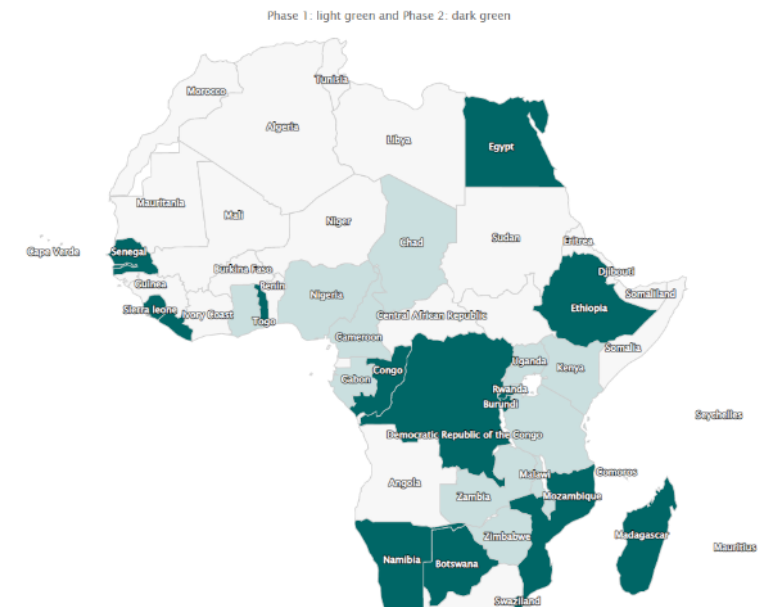 Phase 1: light green and Phase 2: dark green
Tunisia
Morocco
Algeria
Libya
Egypt
Mauritania
Mali
Niger
Chad
Sudan
Eritrea
Cape Verde
Senegal
Burkina Faso
Djibouti
Guinea
Benin
Nigeria
Somaliland
Sierra leone
Ivory Coast
Togo
Central African Republic
Ethiopia
Cameroon
Somalia
Uganda
Kenya
Congo
Gabon
Rwanda
Burundi
Seychelles
Democratic Republic of the Congo
Angola
Malawi
Comoros
Zambia
Mozambique
Zimbabwe
Madagascar
Mauritius
Namibia
Botswana
Swaziland